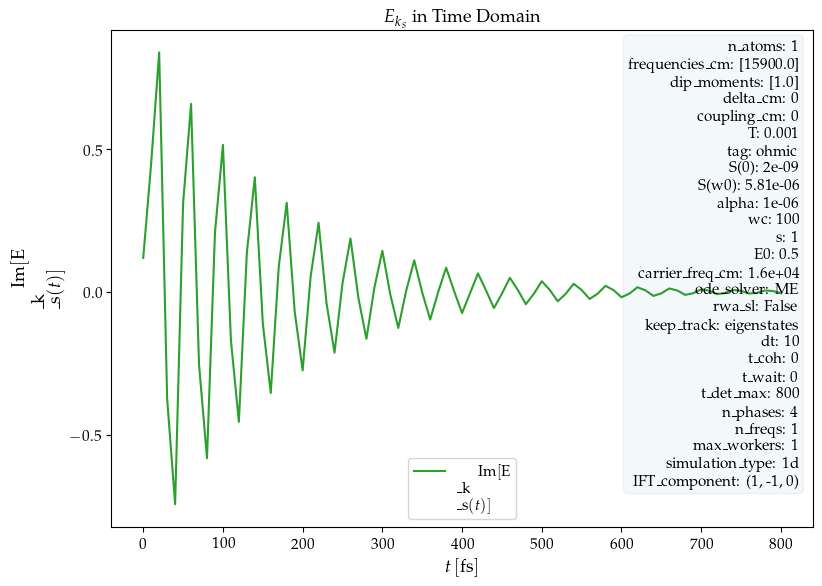 E_{k_s} in Time Domain
n_atoms: 1
frequencies_cm: [15900.0]
dip_moments: [1.0]
delta_cm: 0
coupling_cm: 0
T: 0.001
tag: ohmic
S(0): 2e-09
S(w0): 5.81e-06
alpha: 1e-06
wc: 100
s: 1
E0: 0.5
carrier_freq_cm: 1.6e+04
ode_solver: ME
rwa_sl: False
keep_track: eigenstates
dt: 10
t_coh: 0
t_wait: 0
t_det_max: 800
n_phases: 4
n_freqs: 1
max_workers: 1
simulation_type: 1d
IFT_component: (1, -1, 0)
Im[E
_k
_s(t)]
0.5
0.0
−0.5
Im[E
_k
_s(t)]
0 100 200 300 400 500 600 700 800
t [fs]